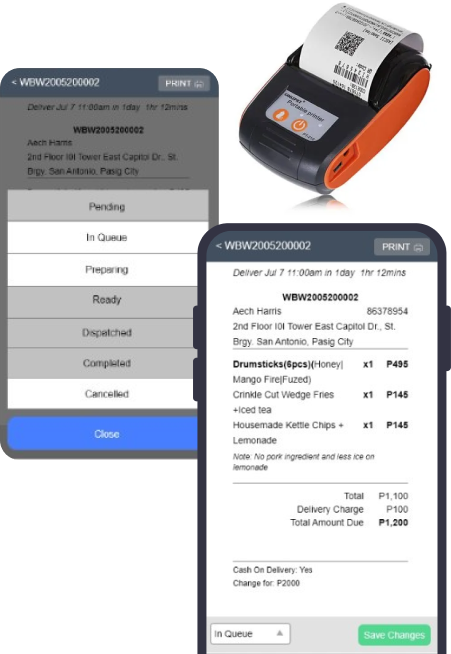 < WBW2005200002 PRINT
Deliver Jul 7 11:00am in 1day 1hr 12mins
WBW2005200002
Aech Harris
2nd Floor I0I Tower East Capitol Dr., St.
Brgy. San Antonio, Pasig City
Pending
In Queue
Preparing
Ready
Dispatched
Completed
Cancelled
Close
Portable printer
< WBW2005200002 PRINT
Deliver Jul 7 11:00am in 1day 1hr 12mins
WBW2005200002
Aech Harris 86378954
2nd Floor I0I Tower East Capitol Dr., St.
Brgy. San Antonio, Pasig City
Drumsticks(6pcs)(Honey| x1 P495
Mango Fire|Fuzed)
Crinkle Cut Wedge Fries x1 P145
+Iced tea
Housemade Kettle Chips + x1 P145
Lemonade
Note: No pork ingredient and less ice on
lemonade
Total P1,100
Delivery Charge P100
Total Amount Due P1,200
Cash On Delivery: Yes
Change for: P2000
In Queue
Save Changes